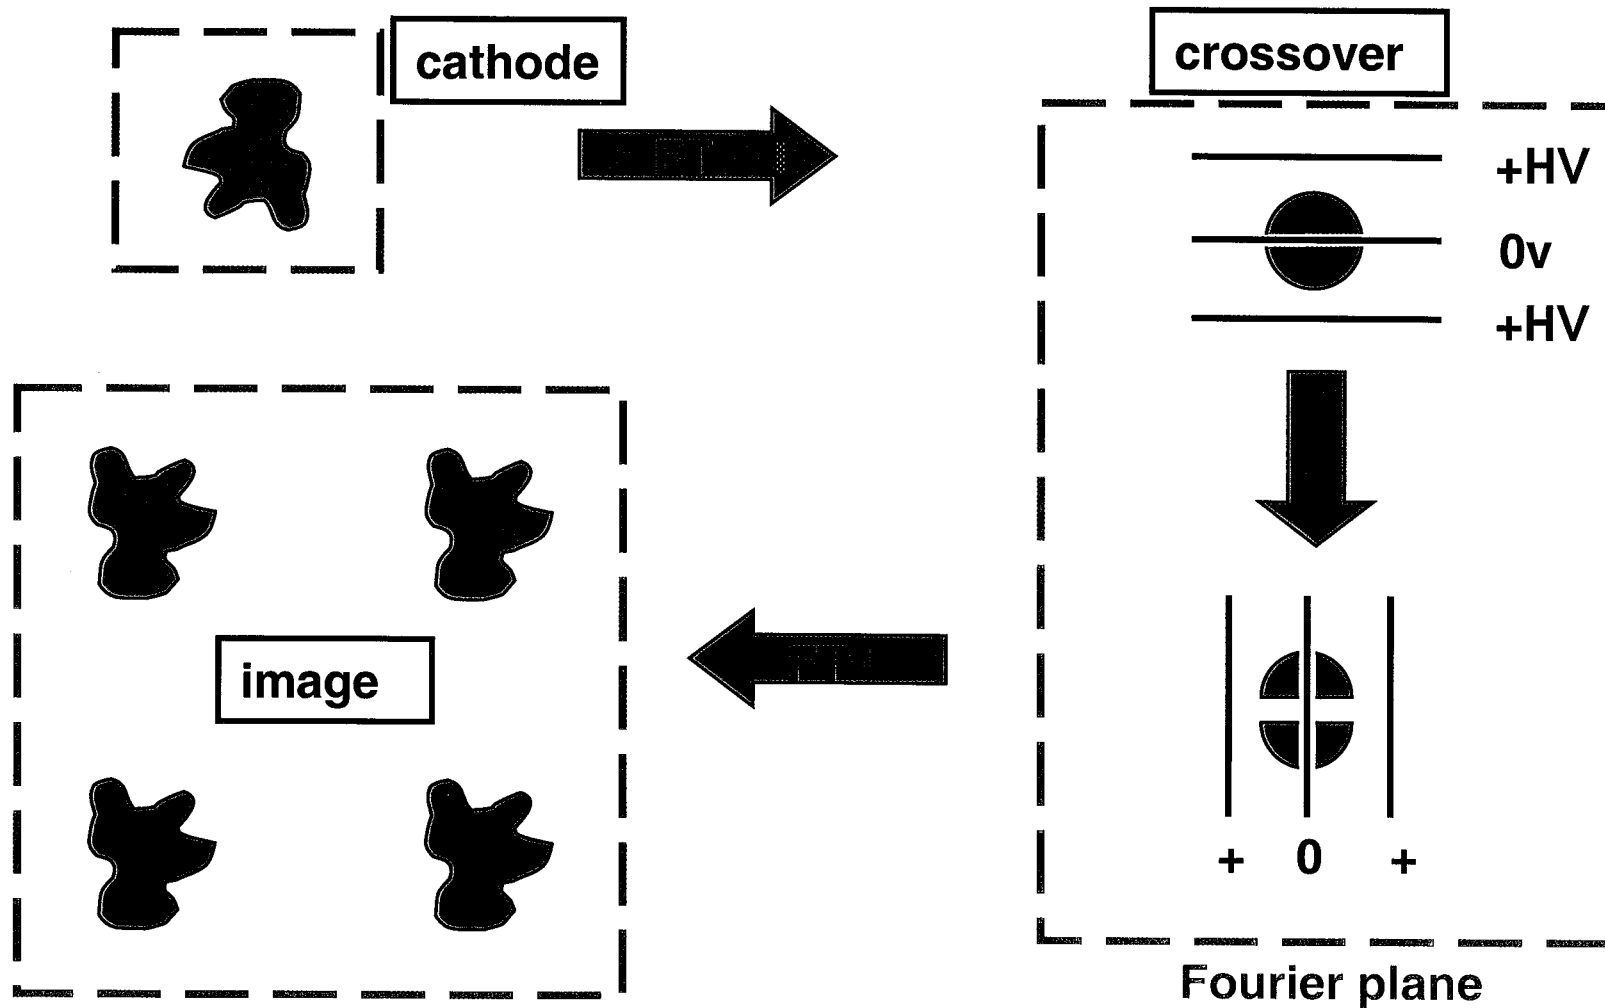 cathode
crossover
+HV
0v
+HV
image
+ 0 +
Fourier plane